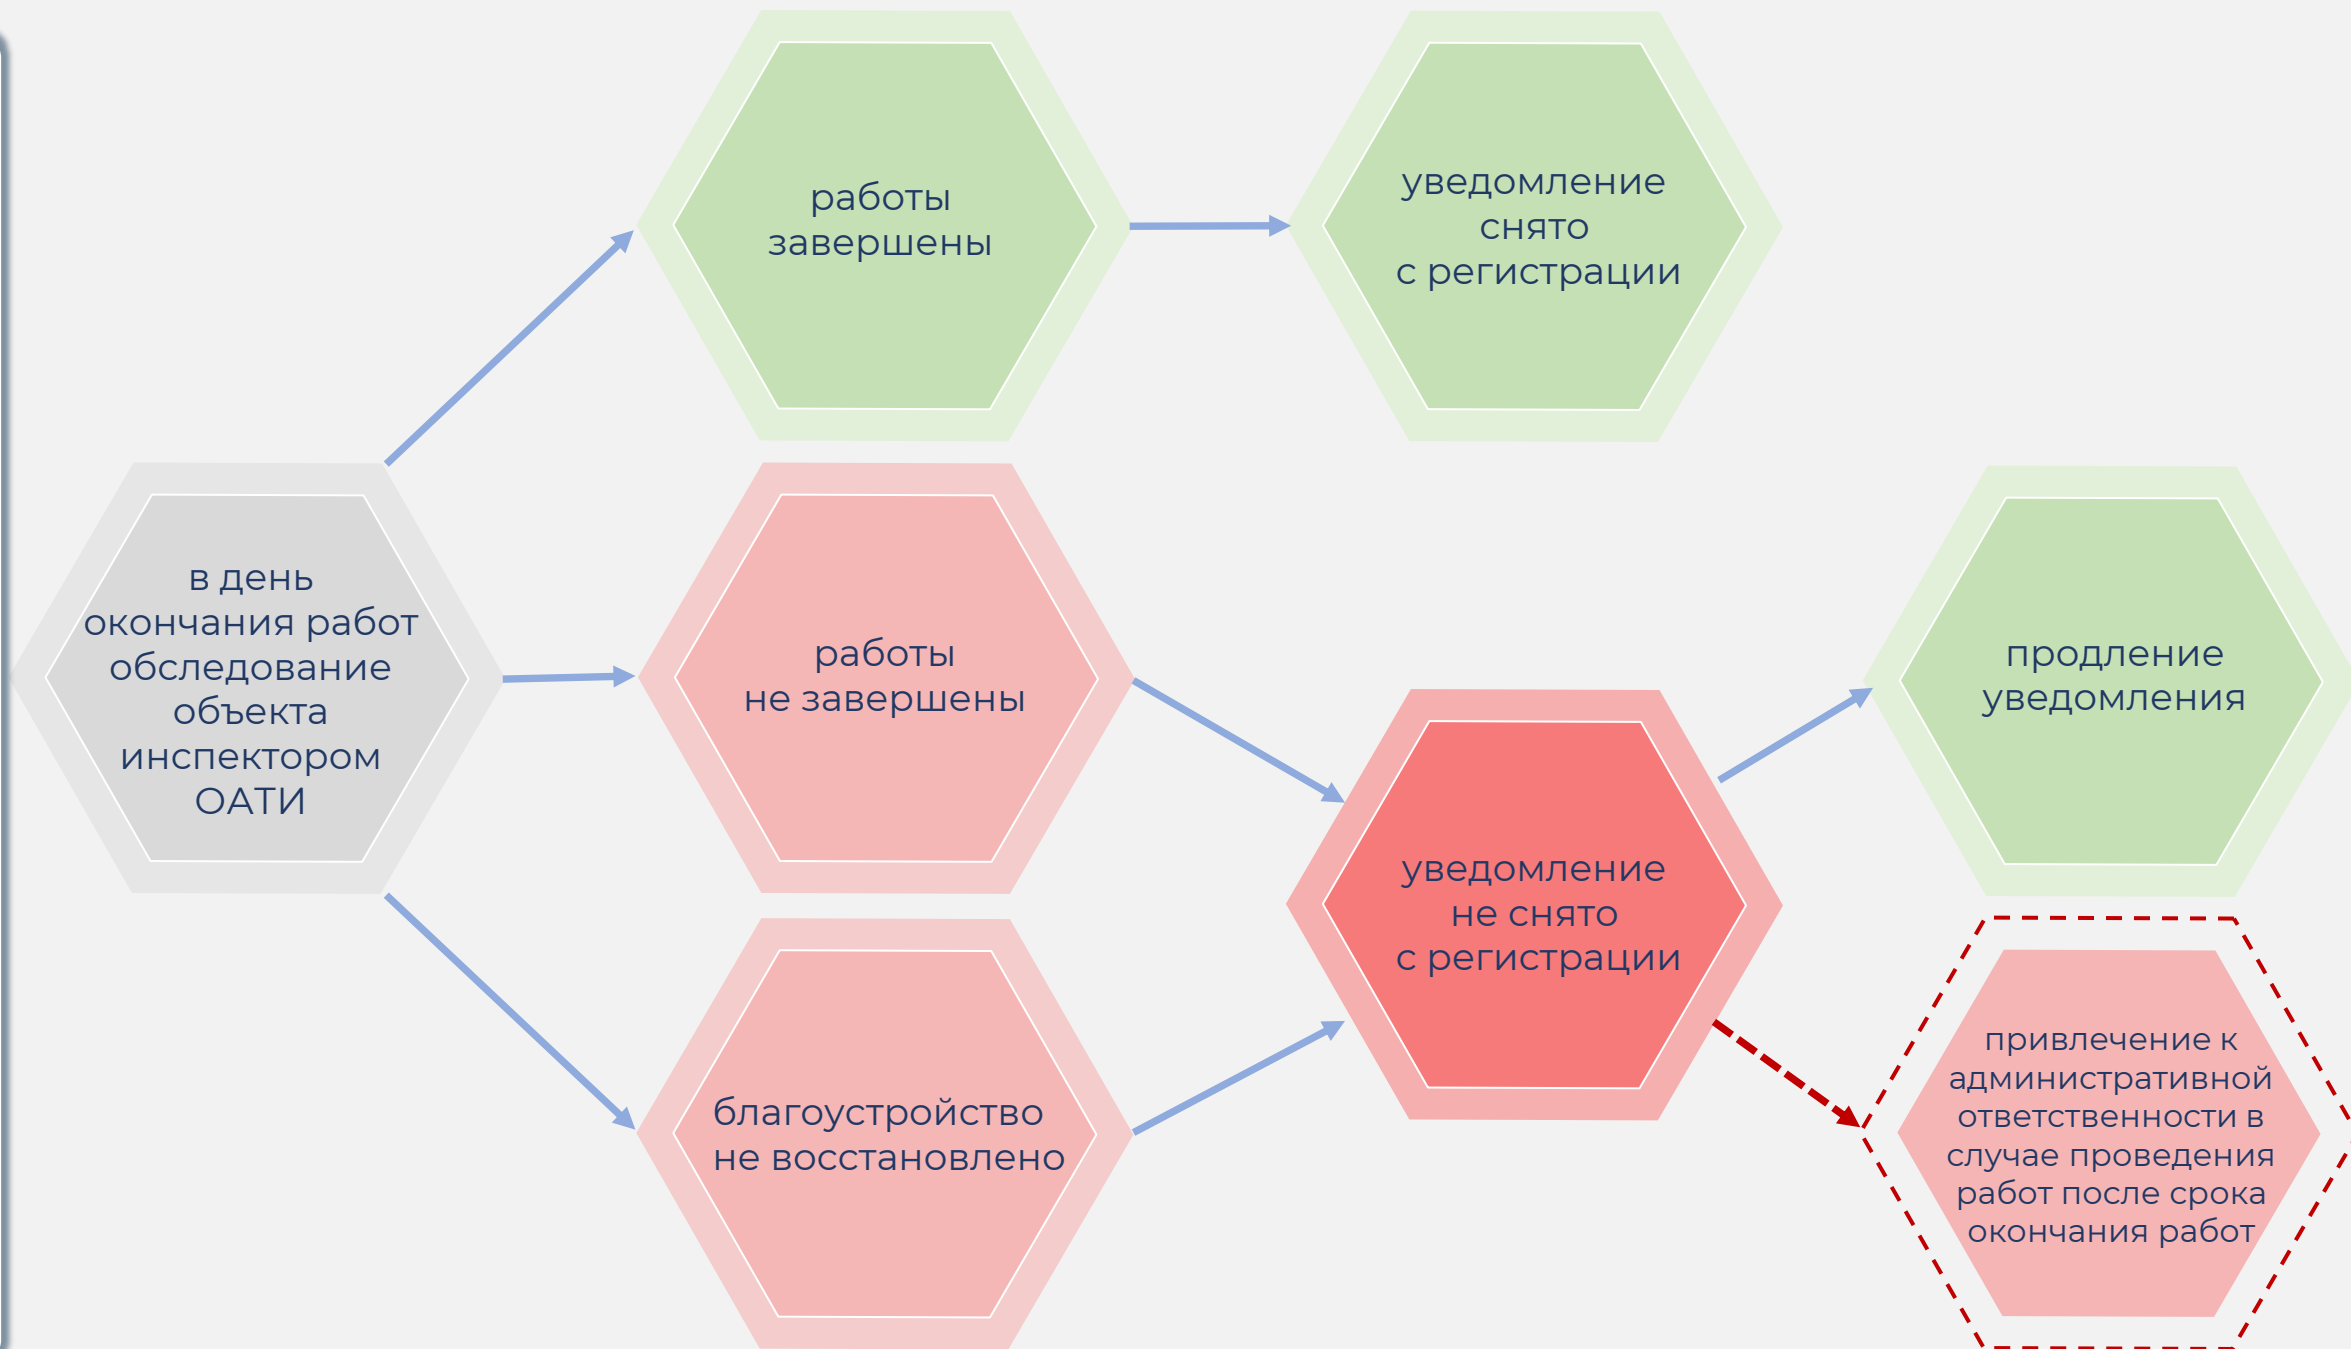 работы
завершены
уведомление
снято
с регистрации
в день
окончания работ
обследование
объекта
инспектором
ОАТИ
работы
не завершены
продление
уведомления
уведомление
не снято
с регистрации
благоустройство
не восстановлено
привлечение к
административной
ответственности в
случае проведения
работ после срока
окончания работ